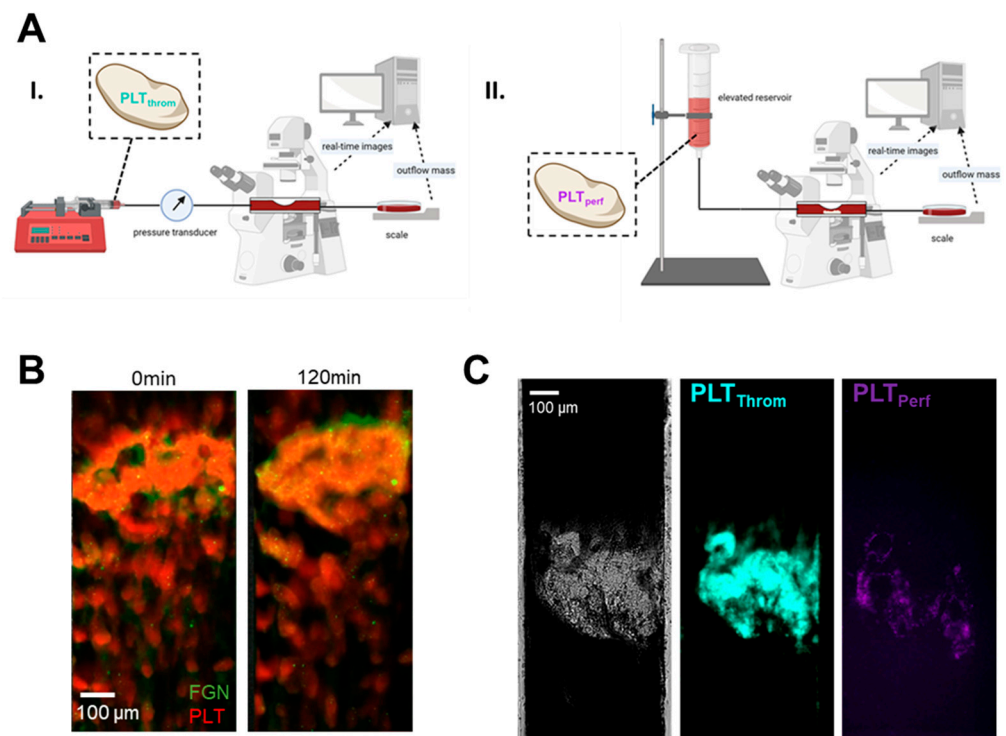 A
I.
PLTthrom
real-time images
outflow mass
pressure transducer
scale
II.
elevated reservoir
PLTperf
real-time images
outflow mass
scale
B
0min
120min
FGN
PLT
100 µm
C
100 µm
PLTThrom
PLTPerf